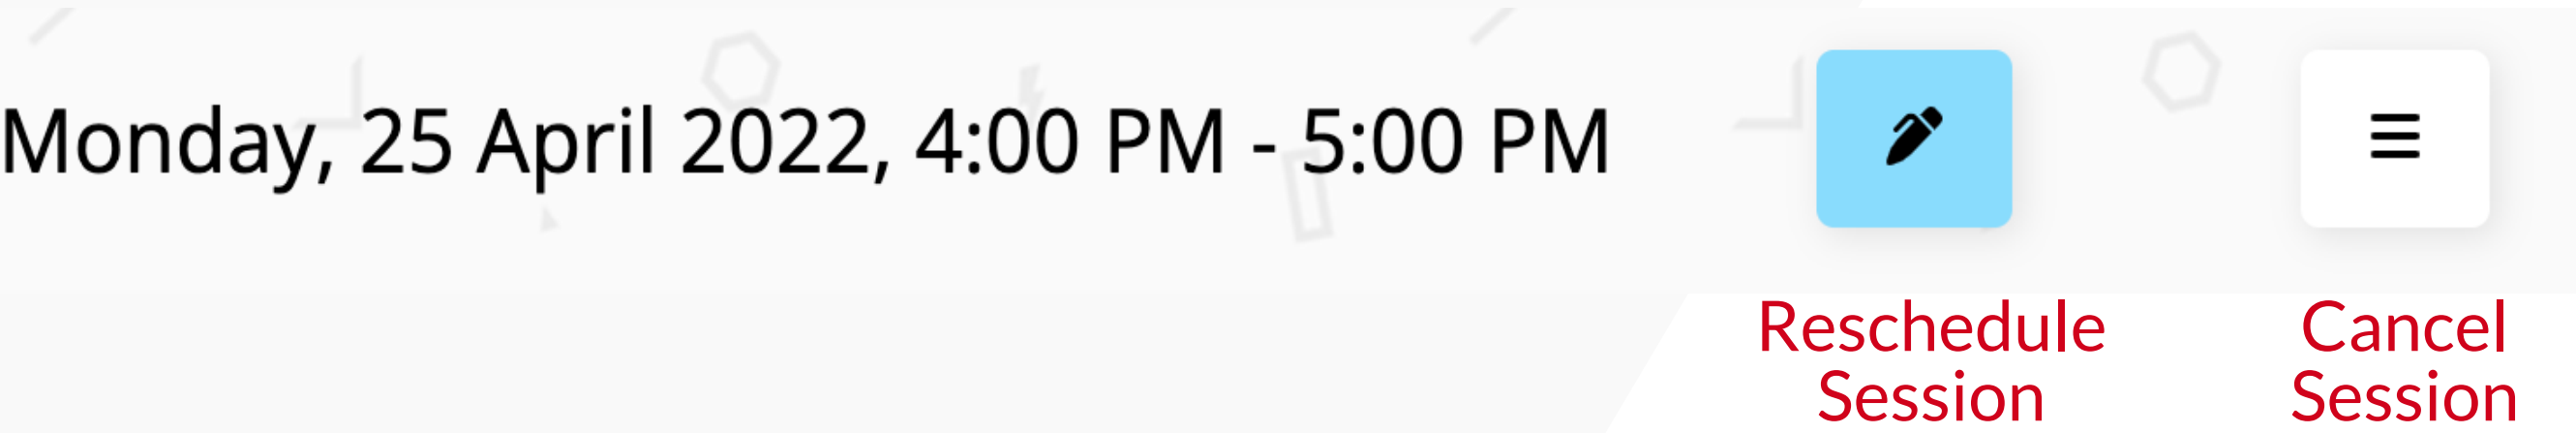 Monday, 25 April 2022, 4:00 PM - 5:00 PM
Reschedule
Session
Cancel
Session